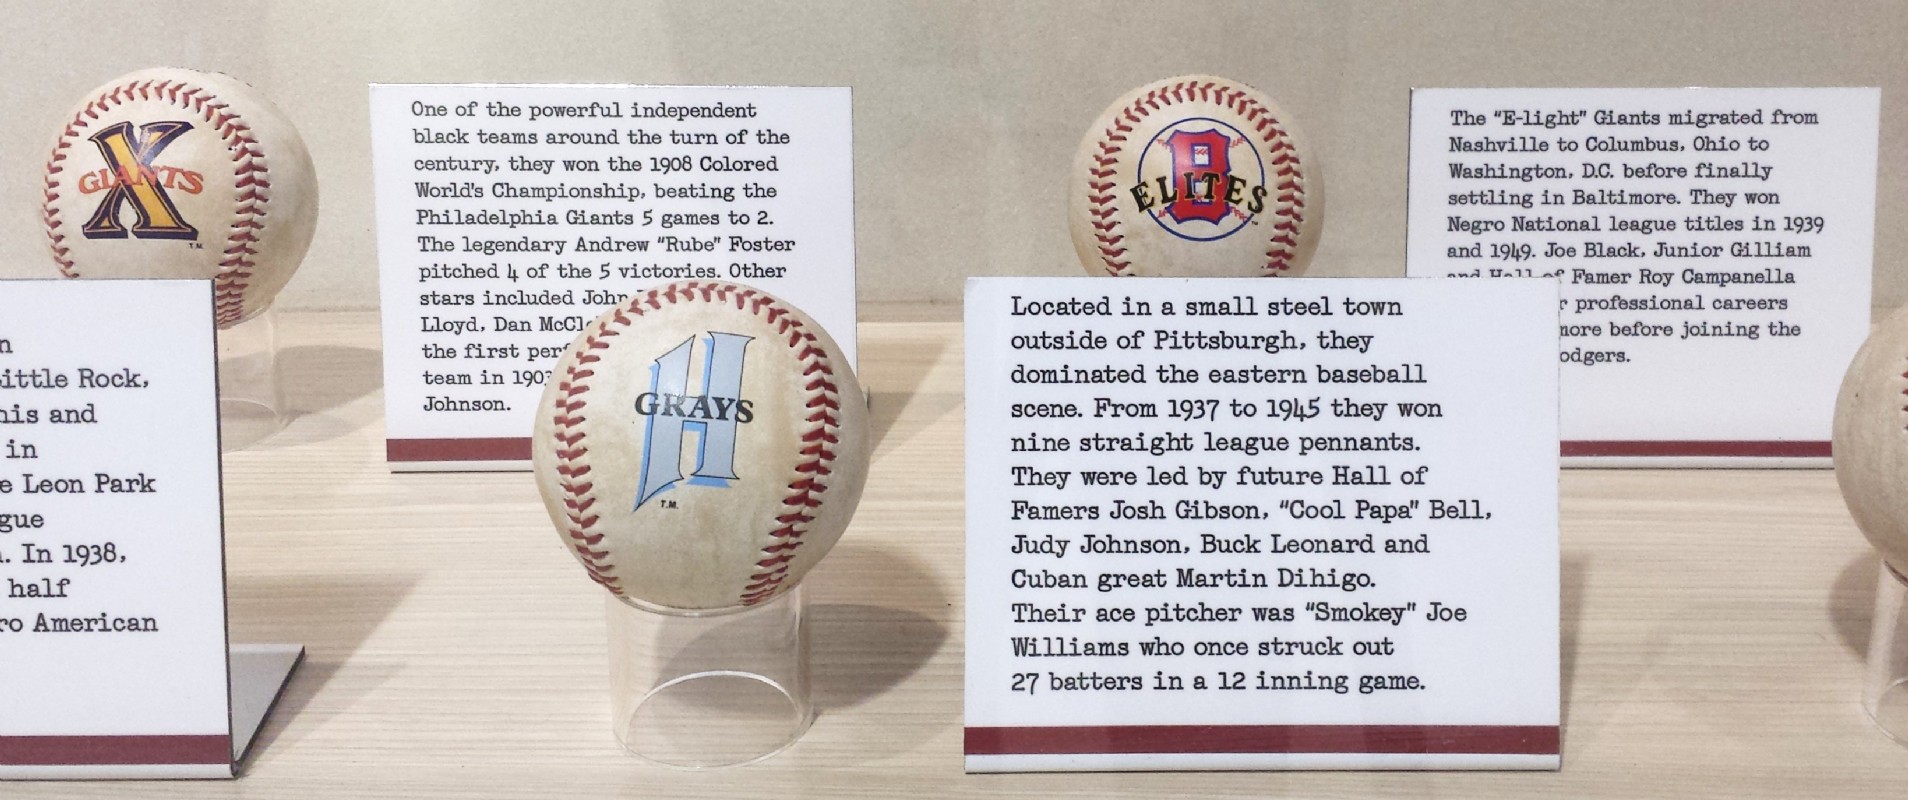 X
GIANTS
T.M.
One of the powerful independent
black teams around the turn of the
century, they won the 1908 Colored
World's Championship, beating the
Philadelphia Giants 5 games to 2.
The legendary Andrew "Rube" Foster
pitched 4 of the 5 victories. Other
stars included John
Lloyd, Dan
the first
team in
Johnson.
B
ELITES
The "E-light" Giants migrated from
Nashville to Columbus, Ohio to
Washington, D.C. before finally
settling in Baltimore. They won
Negro National league titles in 1939
and 1949. Joe Black, Junior Gilliam
and Hall of Famer Roy Campanella
professional careers
before joining the
Little Rock,
and
in
Leon Park
In 1938,
half
American
H
GRAYS
T.M.
Located in a small steel town
outside of Pittsburgh, they
dominated the eastern baseball
scene. From 1937 to 1945 they won
nine straight league pennants.
They were led by future Hall of
Famers Josh Gibson, "Cool Papa" Bell,
Judy Johnson, Buck Leonard and
Cuban great Martin Dihigo.
Their ace pitcher was "Smokey" Joe
Williams who once struck out
27 batters in a 12 inning game.